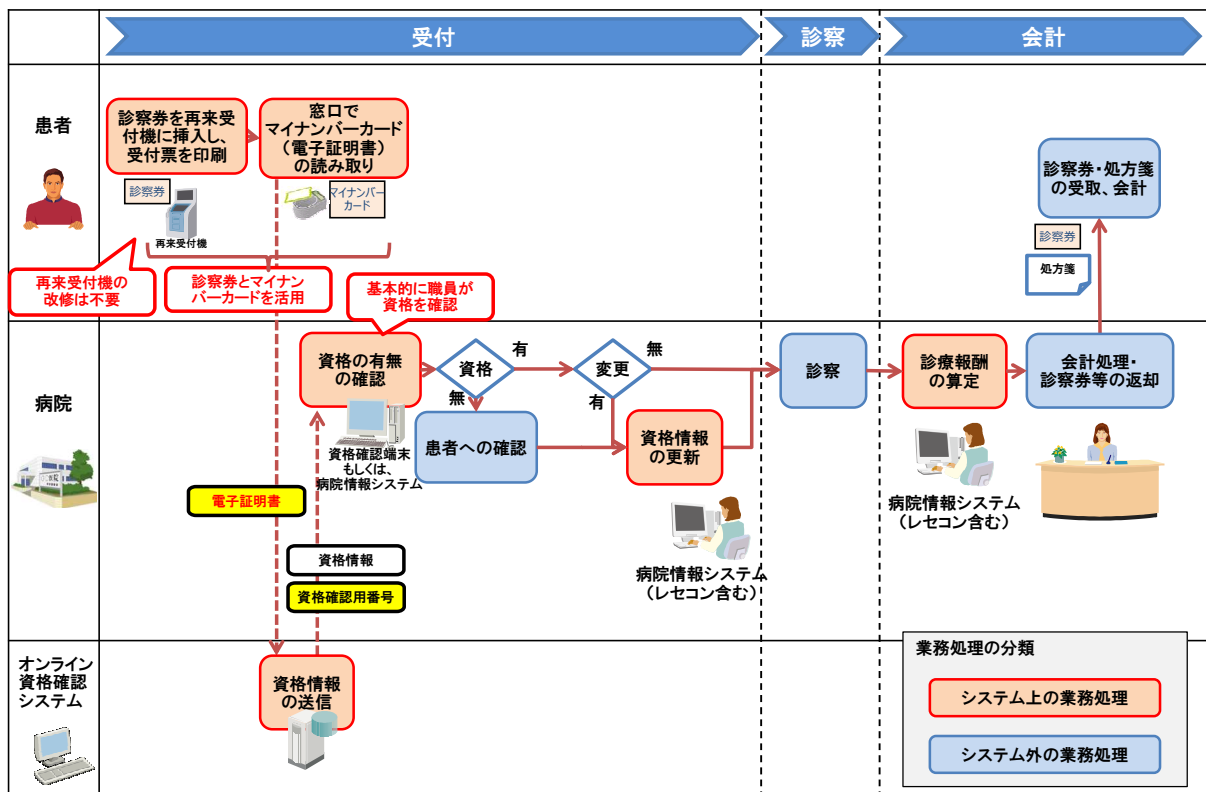 受付
診察
会計
患者
診察券を再来受
付機に挿入し、
受付票を印刷
窓口で
マイナンバーカード
(電子証明書)
の読み取り
診察券
再来受付機
マイナンバー
カード
診察券・処方箋
の受取、会計
診察券
処方箋
再来受付機の
改修は不要
診察券とマイナン
バーカードを活用
基本的に職員が
資格を確認
病院
資格の有無
の確認
資格
有
無
変更
無
有
患者への確認
資格情報
の更新
診察
診療報酬
の算定
会計処理・
診察券等の返却
資格確認端末
もしくは、
病院情報システム
病院情報システム
(レセコン含む)
病院情報システム
(レセコン含む)
電子証明書
資格情報
資格確認用番号
オンライン
資格確認
システム
資格情報
の送信
業務処理の分類
システム上の業務処理
システム外の業務処理